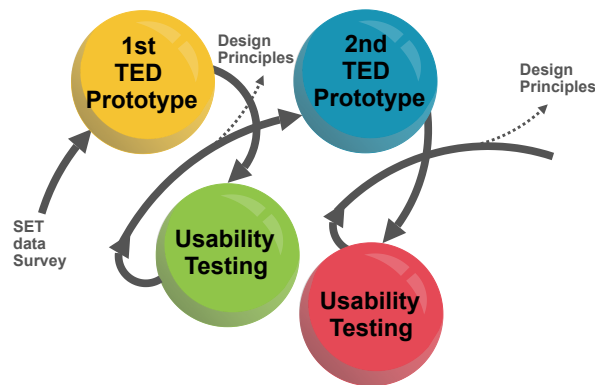 1st
TED
Prototype
Design
Principles
2nd
TED
Prototype
Design
Principles
SET
data
Survey
Usability
Testing
Usability
Testing